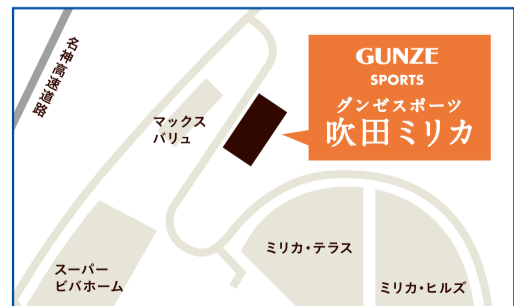 名神高速道路
GUNZE
SPORTS
グンゼスポーツ
吹田ミリカ
マックス
バリュ
ミリカ・テラス
スーパー
ビバホーム
ミリカ・ヒルズ